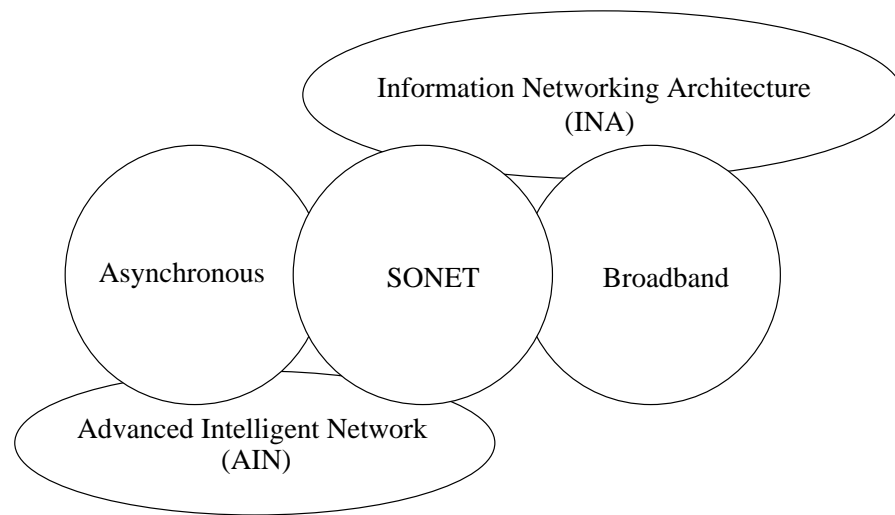 Information Networking Architecture
(INA)
Asynchronous
SONET
Broadband
Advanced Intelligent Network
(AIN)